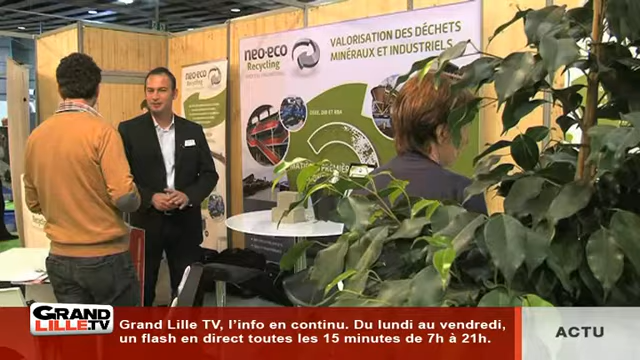 neo·eco
Recycling
VALORISATION DES DÉCHETS
MINÉRAUX ET INDUSTRIELS
neo·eco
Recycling
GRAND
LILLE.TV
Grand Lille TV, l'info en continu. Du lundi au vendredi,
un flash en direct toutes les 15 minutes de 7h à 21h.
ACTU